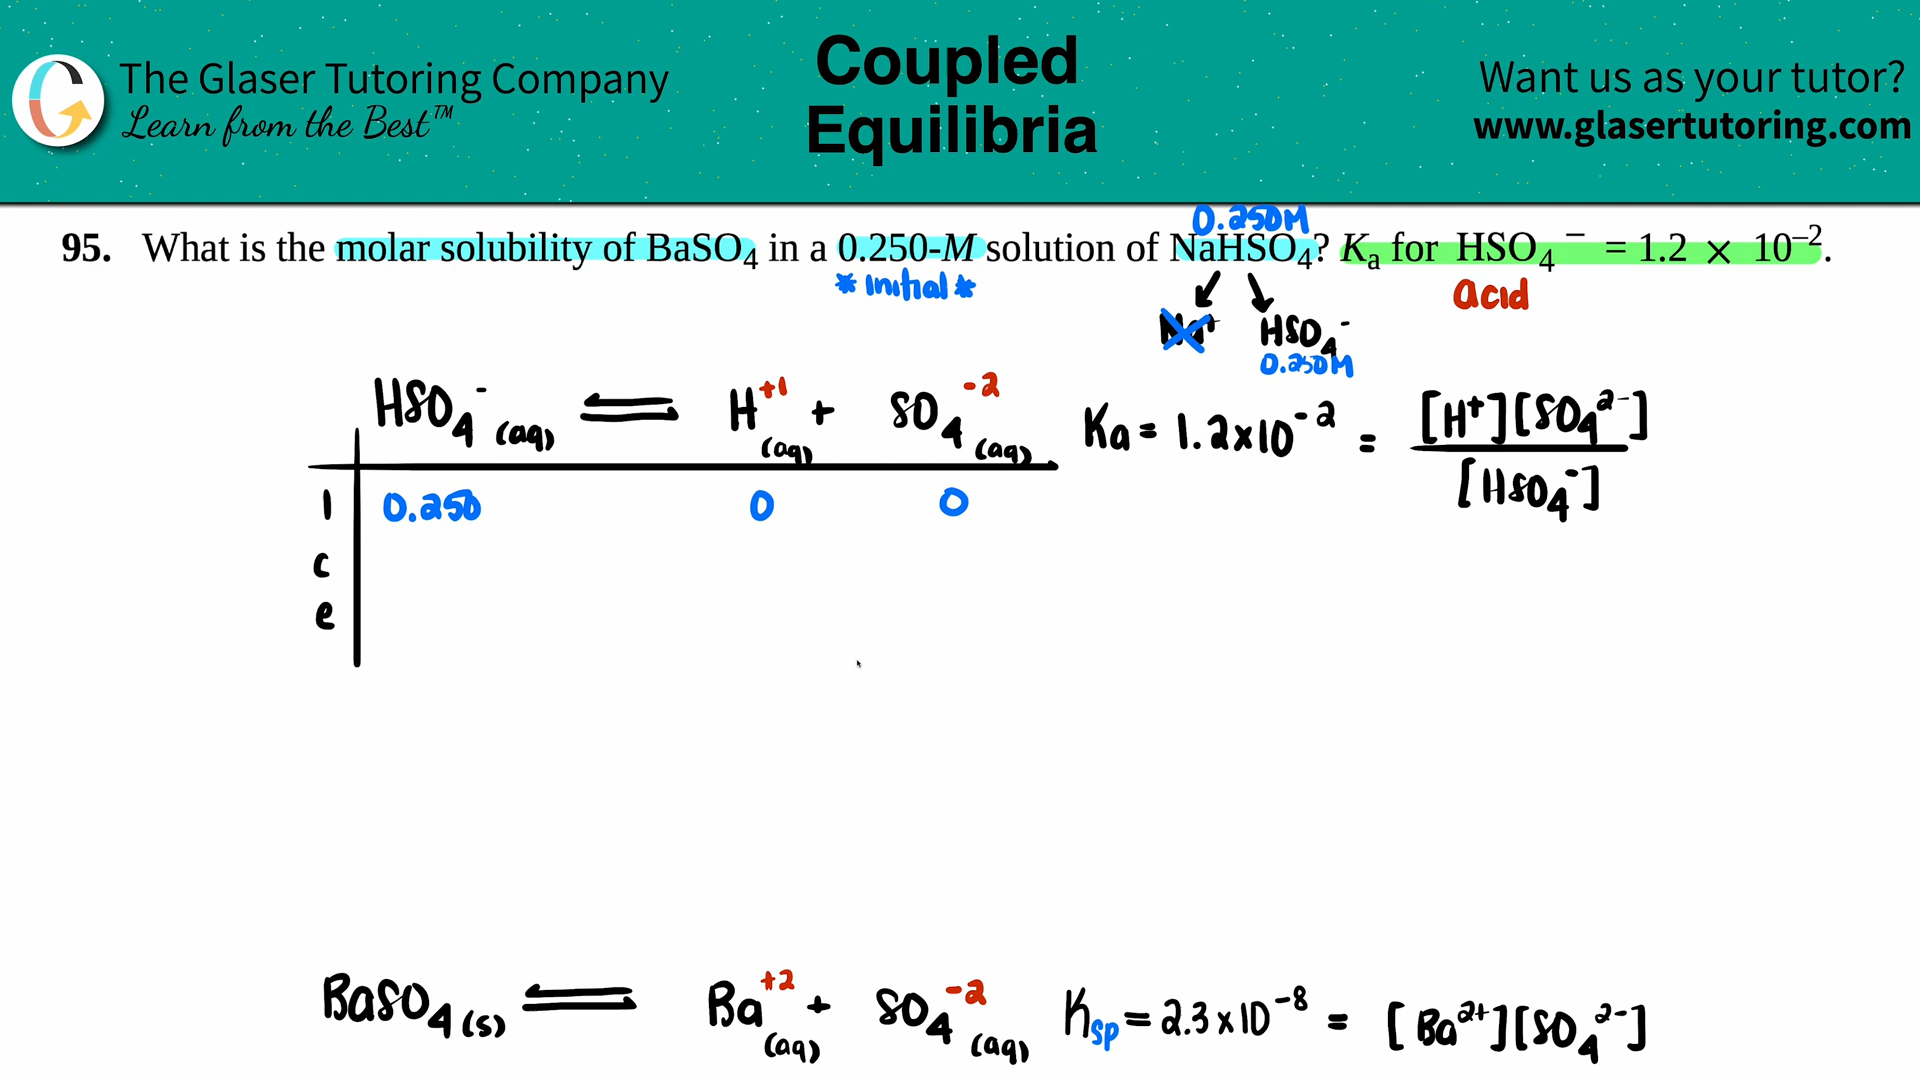 The Glaser Tutoring Company
Learn from the Best™
Coupled
Equilibria
Want us as your tutor?
www.glasertutoring.com
0.250M
95. What is the molar solubility of BaSO₄ in a 0.250-M solution of NaHSO₄? Kₐ for HSO₄⁻ = 1.2 × 10⁻².
* Initial *
acid
Na⁺ HSO₄⁻
0.250M
HSO₄⁻(aq) ⇌ H⁺¹(aq) + SO₄⁻²(aq)
Ka = 1.2x10⁻² = [H⁺][SO₄²⁻]
[HSO₄⁻]
I 0.250 0 0
C
e
BaSO₄(s) ⇌ Ba⁺²(aq) + SO₄⁻²(aq) Ksp = 2.3x10⁻⁸ = [Ba²⁺][SO₄²⁻]